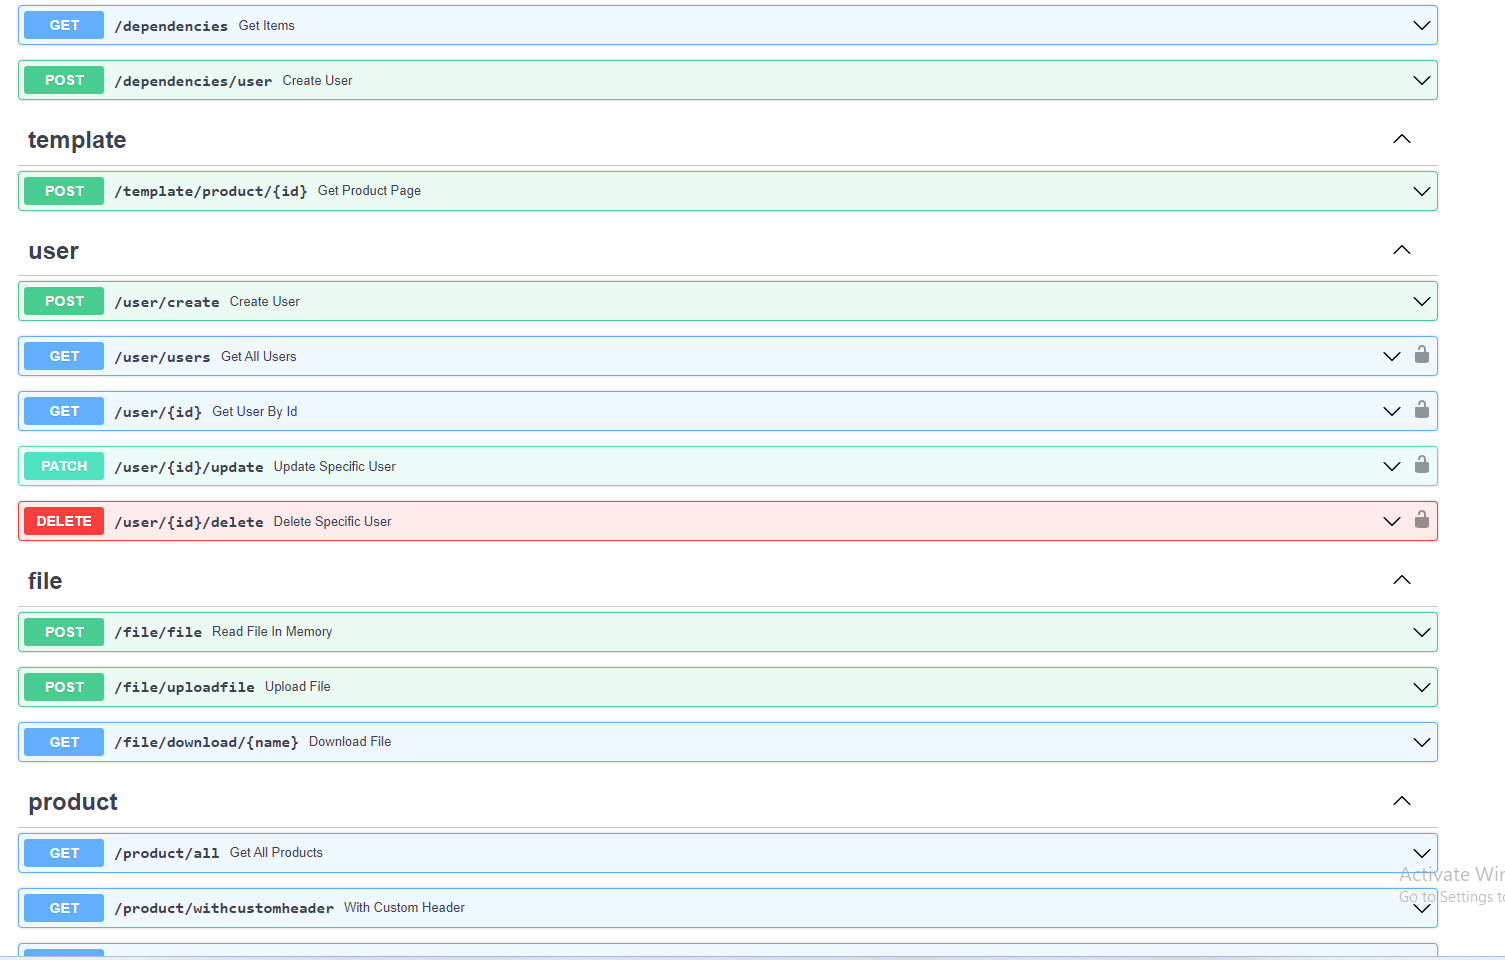 GET /dependencies Get Items
POST /dependencies/user Create User
template
POST /template/product/{id} Get Product Page
user
POST /user/create Create User
GET /user/users Get All Users
GET /user/{id} Get User By Id
PATCH /user/{id}/update Update Specific User
DELETE /user/{id}/delete Delete Specific User
file
POST /file/file Read File In Memory
POST /file/uploadfile Upload File
GET /file/download/{name} Download File
product
GET /product/all Get All Products
Activate Win
GET /product/withcustomheader With Custom Header
Go to Settings to